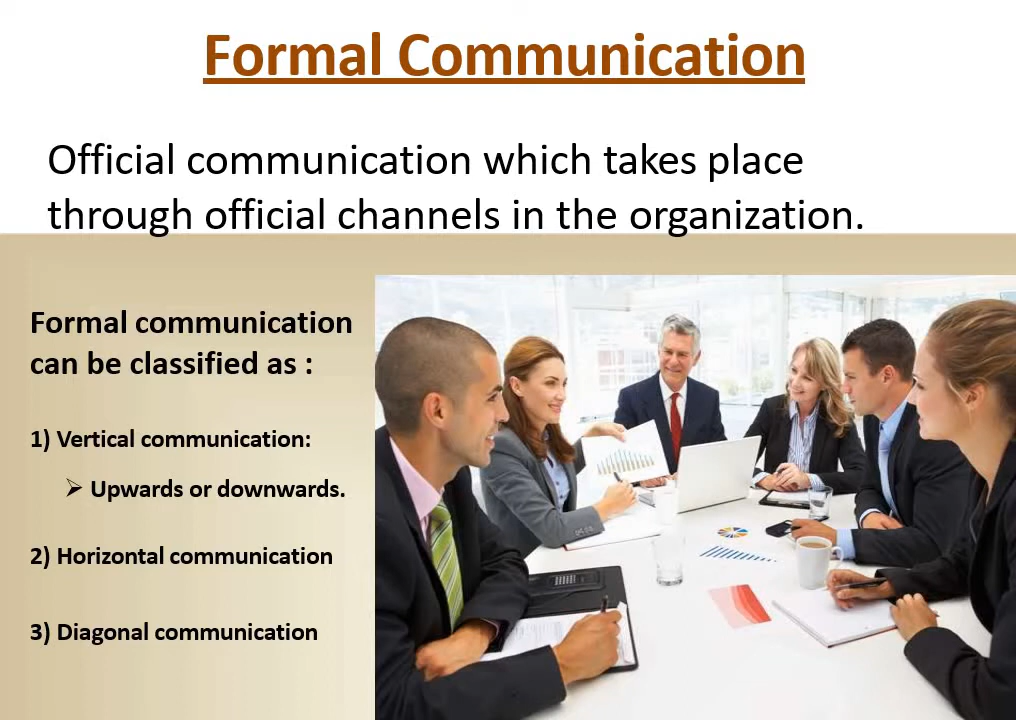 Formal Communication
Official communication which takes place
through official channels in the organization.
Formal communication
can be classified as :
1) Vertical communication:
➢ Upwards or downwards.
2) Horizontal communication
3) Diagonal communication